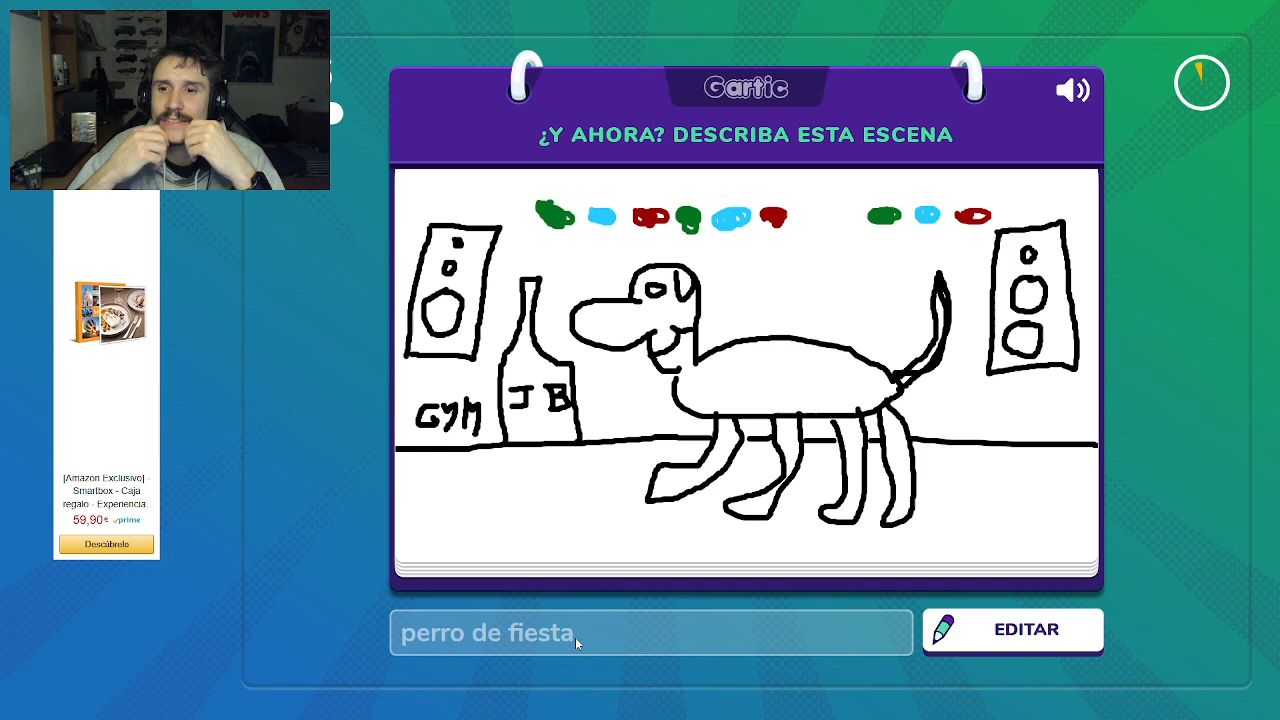 JAWS
Gartic
¿Y AHORA? DESCRIBA ESTA ESCENA
GYM
JB
[Amazon Exclusivo] -
Smartbox - Caja
regalo - Experiencia...
59,90€ prime
Descúbrelo
perro de fiesta
EDITAR